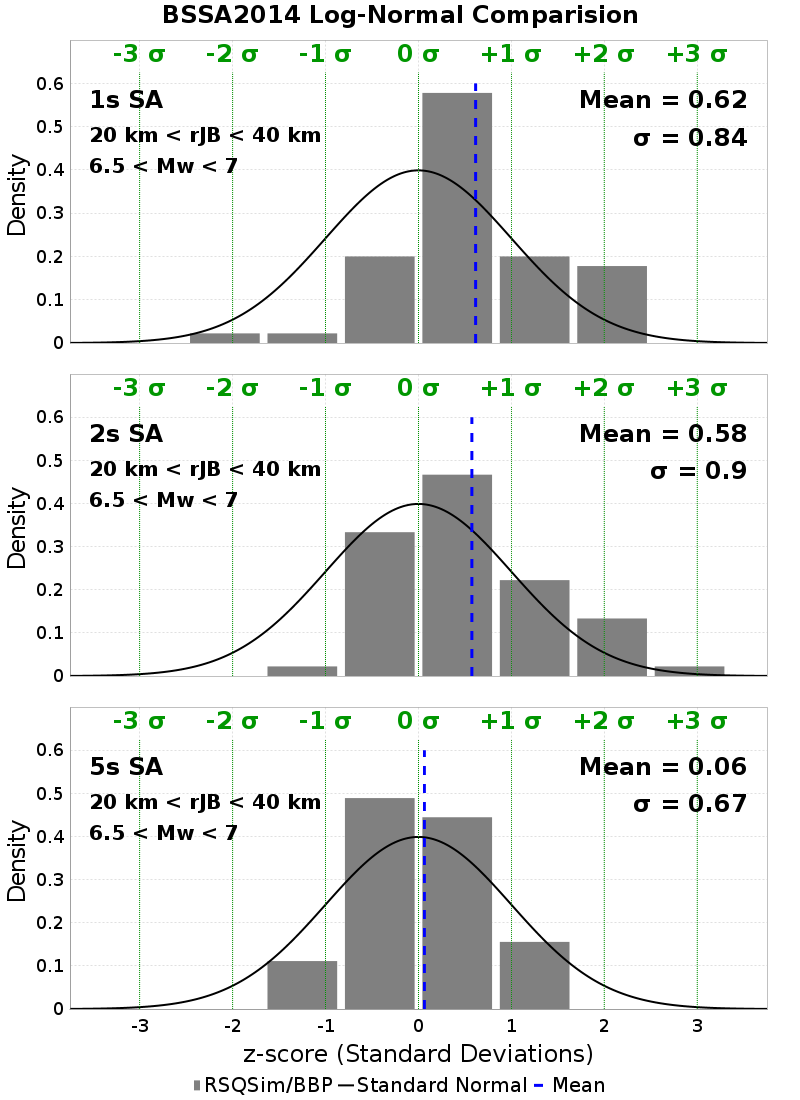 BSSA2014 Log-Normal Comparision
-3 σ -2 σ -1 σ 0 σ +1 σ +2 σ +3 σ
1s SA
Mean = 0.62
20 km < rJB < 40 km
σ = 0.84
6.5 < Mw < 7
Density
0.6
0.5
0.4
0.3
0.2
0.1
0
-3 σ -2 σ -1 σ 0 σ +1 σ +2 σ +3 σ
2s SA
Mean = 0.58
20 km < rJB < 40 km
σ = 0.9
6.5 < Mw < 7
Density
0.6
0.5
0.4
0.3
0.2
0.1
0
-3 σ -2 σ -1 σ 0 σ +1 σ +2 σ +3 σ
5s SA
Mean = 0.06
20 km < rJB < 40 km
σ = 0.67
6.5 < Mw < 7
Density
0.6
0.5
0.4
0.3
0.2
0.1
0
-3 -2 -1 0 1 2 3
z-score (Standard Deviations)
RSQSim/BBP Standard Normal Mean